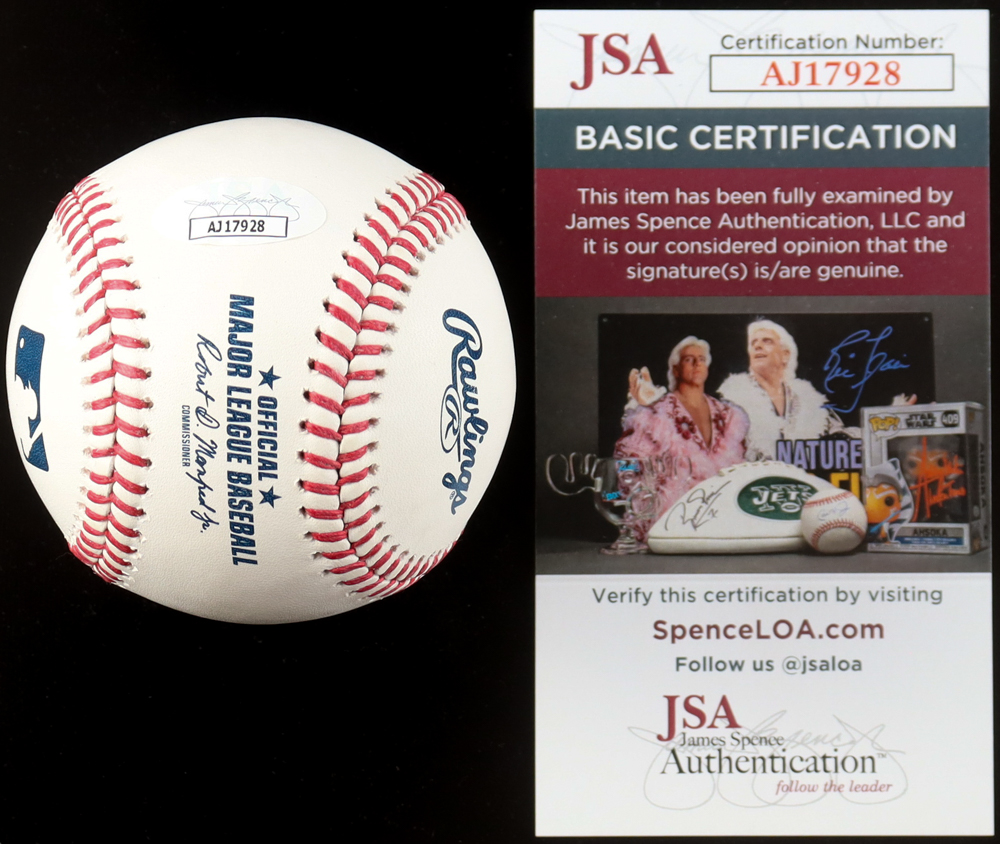 AJ17928
★ OFFICIAL ★
MAJOR LEAGUE BASEBALL
Robert D. Manfred Jr.
COMMISSIONER
Rawlings
R
JSA
Certification Number:
AJ17928
BASIC CERTIFICATION
This item has been fully examined by
James Spence Authentication, LLC and
it is our considered opinion that the
signature(s) is/are genuine.
NATURE
JETS
POP!
STAR
WARS
409
AHSOKA
Verify this certification by visiting
SpenceLOA.com
Follow us @jsaloa
JSA
James Spence
Authentication™
follow the leader